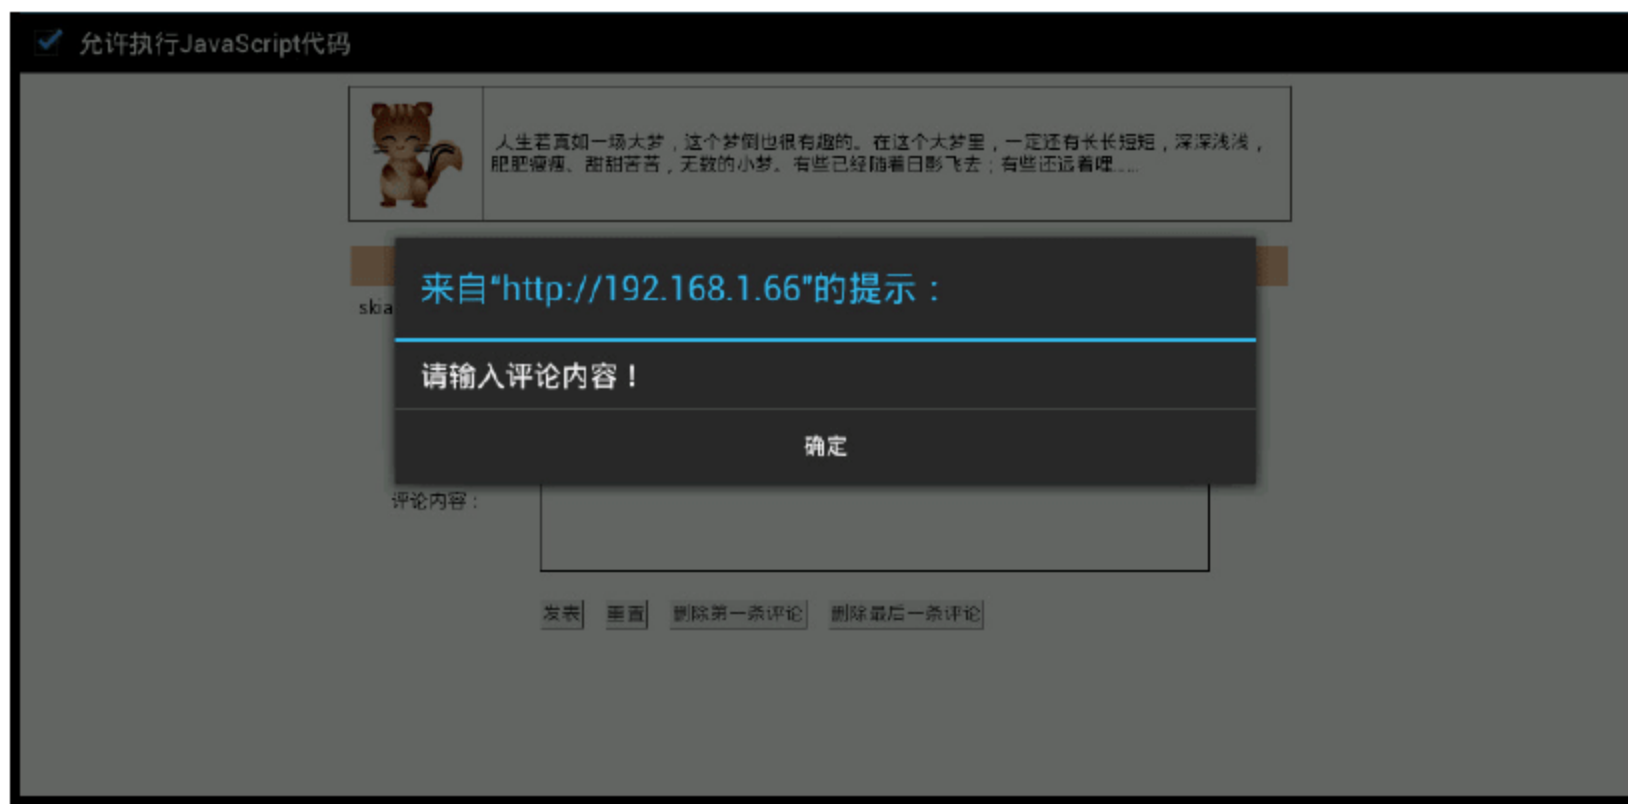 允许执行JavaScript代码
人生若真如一场大梦，这个梦倒也很有趣的。在这个大梦里，一定还有长长短短，深深浅浅，
肥肥瘦瘦、甜甜苦苦，无数的小梦。有些已经随着日影飞去；有些还远着哩……
来自“http://192.168.1.66”的提示：
skia
请输入评论内容！
确定
评论内容：
发表 重置 删除第一条评论 删除最后一条评论